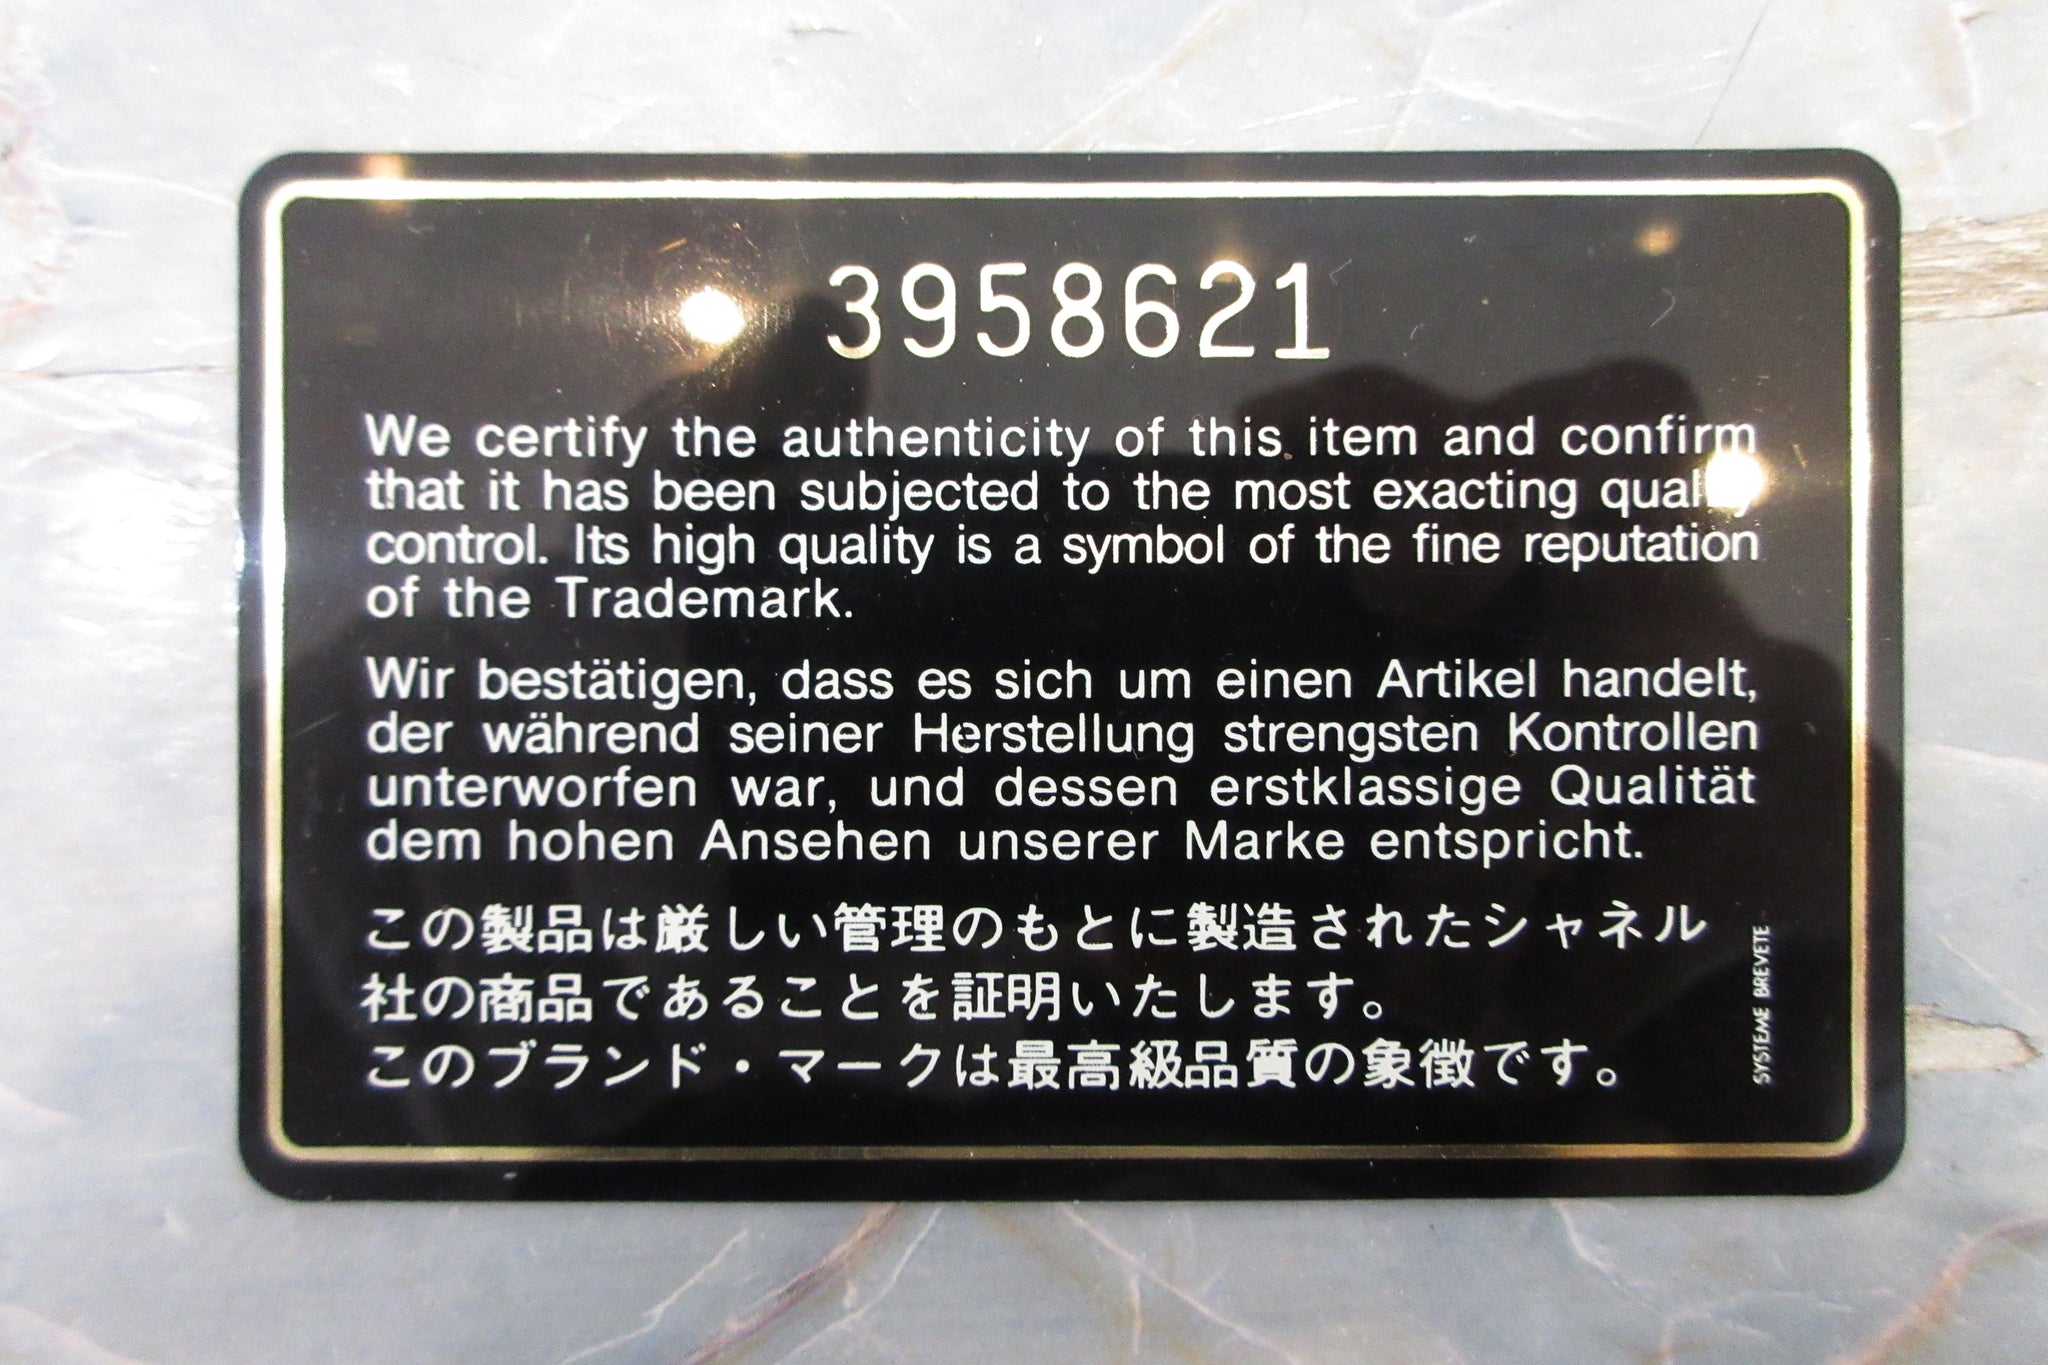 3958621
We certify the authenticity of this item and confirm
that it has been subjected to the most exacting quality
control. Its high quality is a symbol of the fine reputation
of the Trademark.
Wir bestätigen, dass es sich um einen Artikel handelt,
der während seiner Herstellung strengsten Kontrollen
unterworfen war, und dessen erstklassige Qualität
dem hohen Ansehen unserer Marke entspricht.
この製品は厳しい管理のもとに製造されたシャネル
社の商品であることを証明いたします。
このブランド・マークは最高級品質の象徴です。
SYSTEME BREVETE